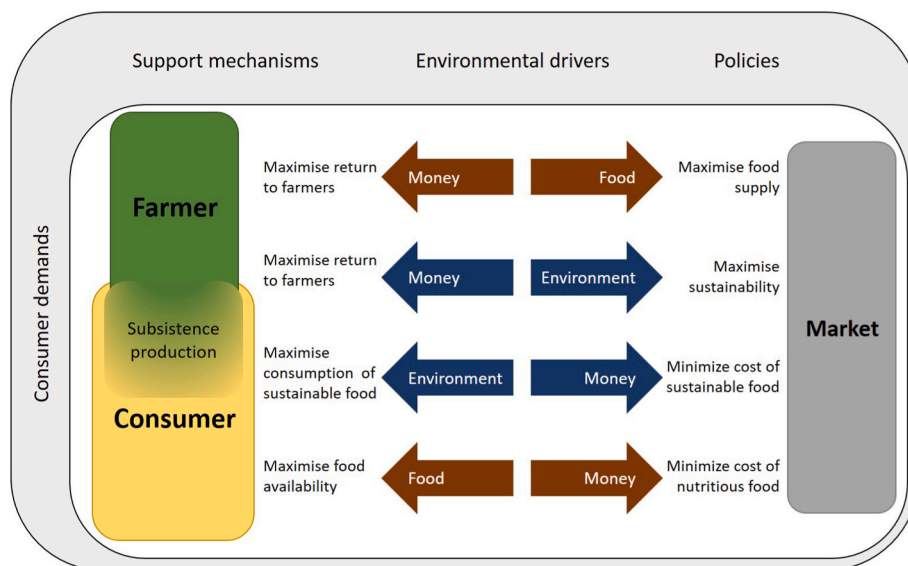 Support mechanisms
Environmental drivers
Policies
Consumer demands
Farmer
Subsistence
production
Consumer
Maximise return
to farmers
Money
Food
Maximise food
supply
Maximise return
to farmers
Money
Environment
Maximise
sustainability
Maximise
consumption of
sustainable food
Environment
Money
Minimize cost of
sustainable food
Maximise food
availability
Food
Money
Minimize cost of
nutritious food
Market